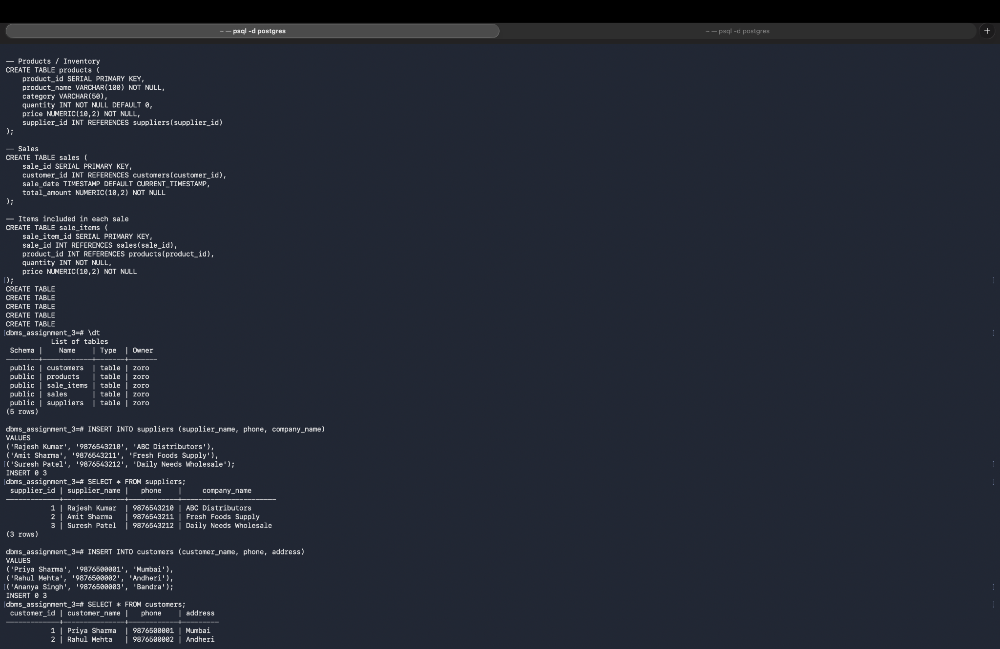 ~ — psql -d postgres
~ — psql -d postgres
+
-- Products / Inventory
CREATE TABLE products (
    product_id SERIAL PRIMARY KEY,
    product_name VARCHAR(100) NOT NULL,
    category VARCHAR(50),
    quantity INT NOT NULL DEFAULT 0,
    price NUMERIC(10,2) NOT NULL,
    supplier_id INT REFERENCES suppliers(supplier_id)
);
-- Sales
CREATE TABLE sales (
    sale_id SERIAL PRIMARY KEY,
    customer_id INT REFERENCES customers(customer_id),
    sale_date TIMESTAMP DEFAULT CURRENT_TIMESTAMP,
    total_amount NUMERIC(10,2) NOT NULL
);
-- Items included in each sale
CREATE TABLE sale_items (
    sale_item_id SERIAL PRIMARY KEY,
    sale_id INT REFERENCES sales(sale_id),
    product_id INT REFERENCES products(product_id),
    quantity INT NOT NULL,
    price NUMERIC(10,2) NOT NULL
[); ]
CREATE TABLE
CREATE TABLE
CREATE TABLE
CREATE TABLE
CREATE TABLE
[dbms_assignment_3=# \dt ]
           List of tables
 Schema |    Name    | Type  | Owner
--------+------------+-------+-------
 public | customers  | table | zoro
 public | products   | table | zoro
 public | sale_items | table | zoro
 public | sales      | table | zoro
 public | suppliers  | table | zoro
(5 rows)
dbms_assignment_3=# INSERT INTO suppliers (supplier_name, phone, company_name)
VALUES
('Rajesh Kumar', '9876543210', 'ABC Distributors'),
('Amit Sharma', '9876543211', 'Fresh Foods Supply'),
[('Suresh Patel', '9876543212', 'Daily Needs Wholesale'); ]
INSERT 0 3
[dbms_assignment_3=# SELECT * FROM suppliers; ]
 supplier_id | supplier_name |   phone    |     company_name
-------------+---------------+------------+-----------------------
           1 | Rajesh Kumar  | 9876543210 | ABC Distributors
           2 | Amit Sharma   | 9876543211 | Fresh Foods Supply
           3 | Suresh Patel  | 9876543212 | Daily Needs Wholesale
(3 rows)
dbms_assignment_3=# INSERT INTO customers (customer_name, phone, address)
VALUES
('Priya Sharma', '9876500001', 'Mumbai'),
('Rahul Mehta', '9876500002', 'Andheri'),
[('Ananya Singh', '9876500003', 'Bandra'); ]
INSERT 0 3
[dbms_assignment_3=# SELECT * FROM customers; ]
 customer_id | customer_name |   phone    | address
-------------+---------------+------------+---------
           1 | Priya Sharma  | 9876500001 | Mumbai
           2 | Rahul Mehta   | 9876500002 | Andheri